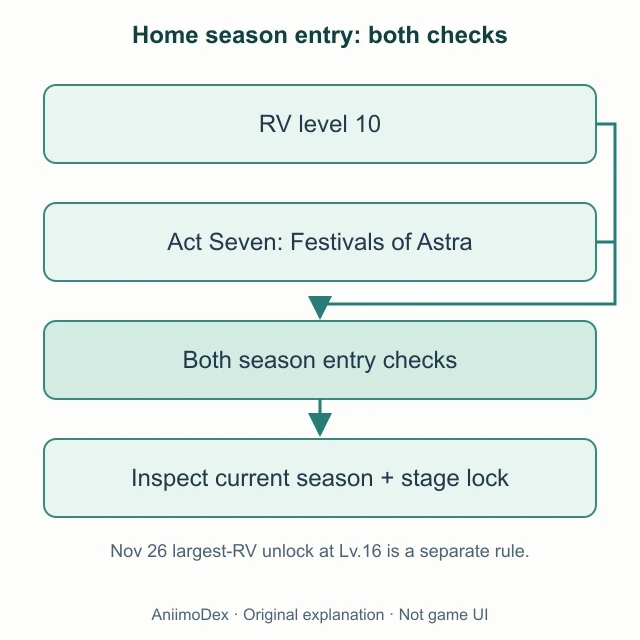 Home season entry: both checks
RV level 10
Act Seven: Festivals of Astra
Both season entry checks
Inspect current season + stage lock
Nov 26 largest-RV unlock at Lv.16 is a separate rule.
AniimoDex · Original explanation · Not game UI